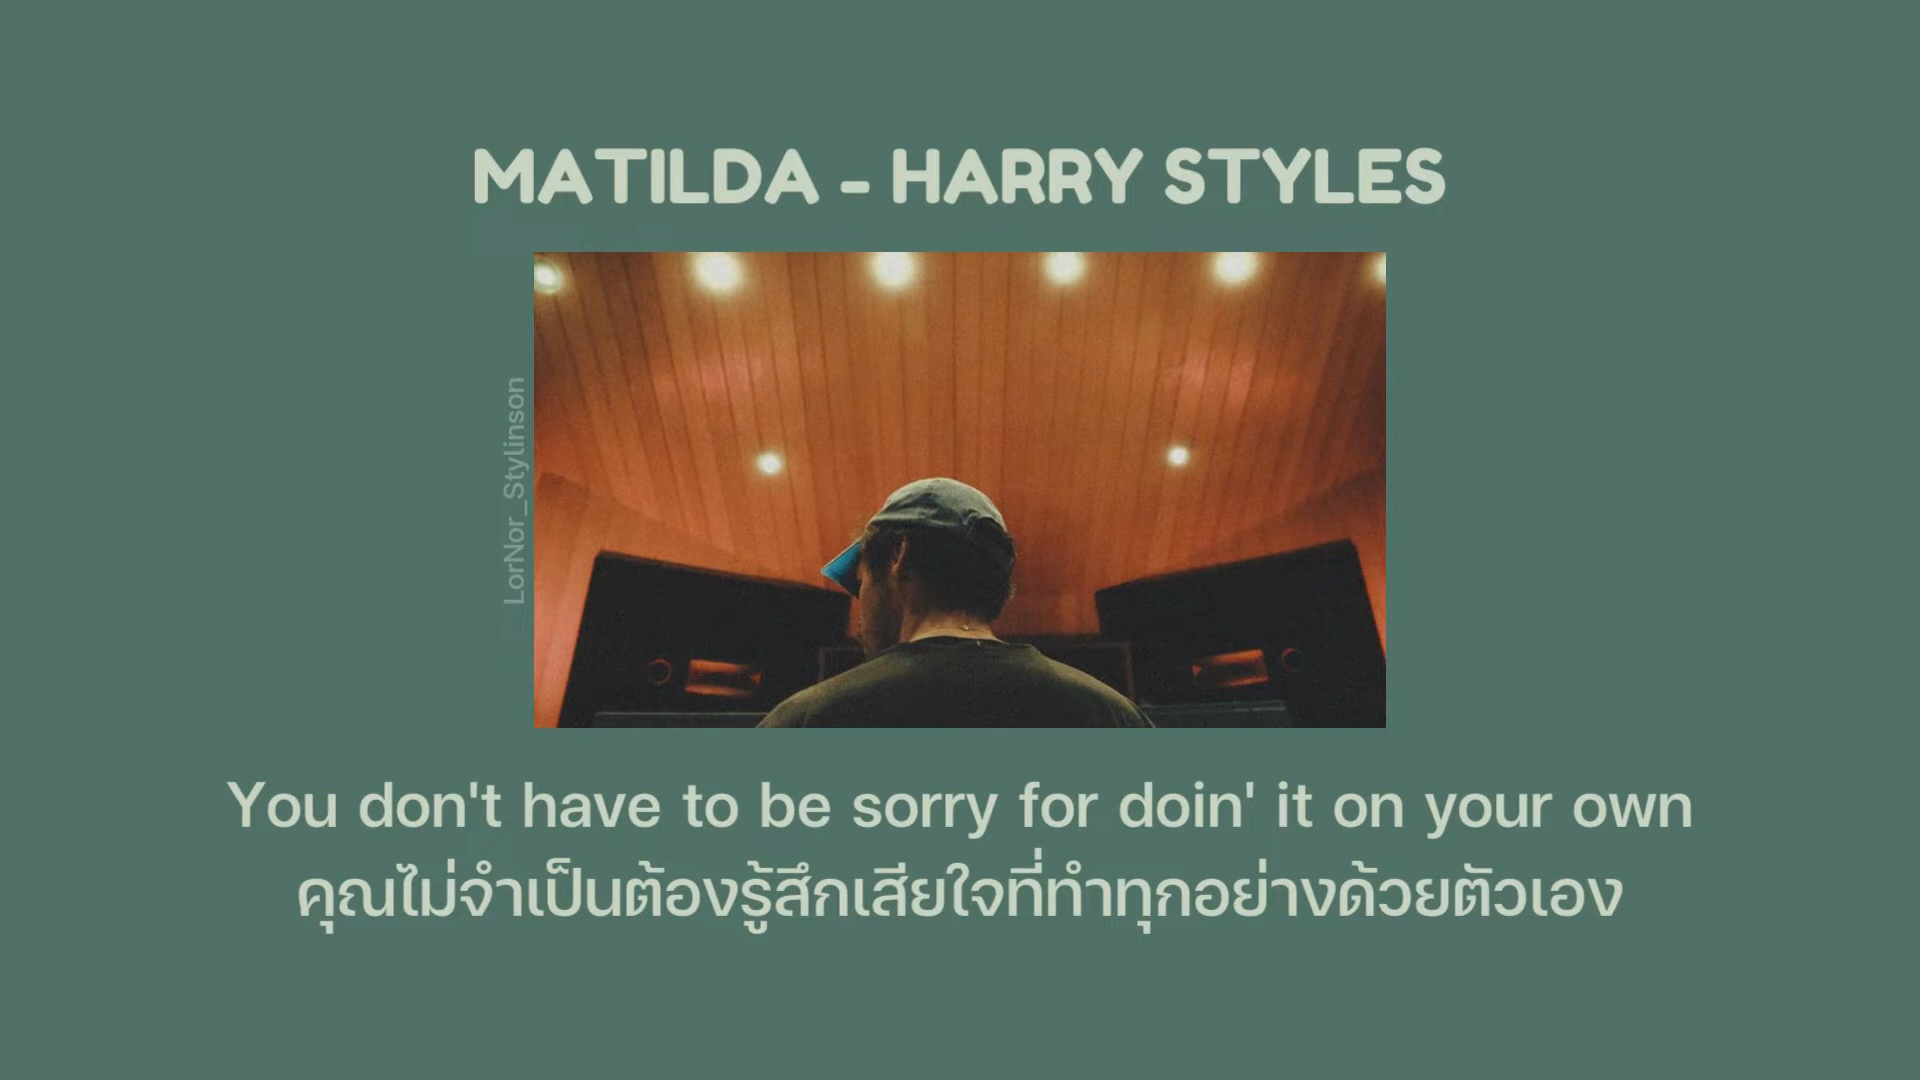 MATILDA - HARRY STYLES
LorNor_Stylinson
You don't have to be sorry for doin' it on your own
คุณไม่จำเป็นต้องรู้สึกเสียใจที่ทำทุกอย่างด้วยตัวเอง